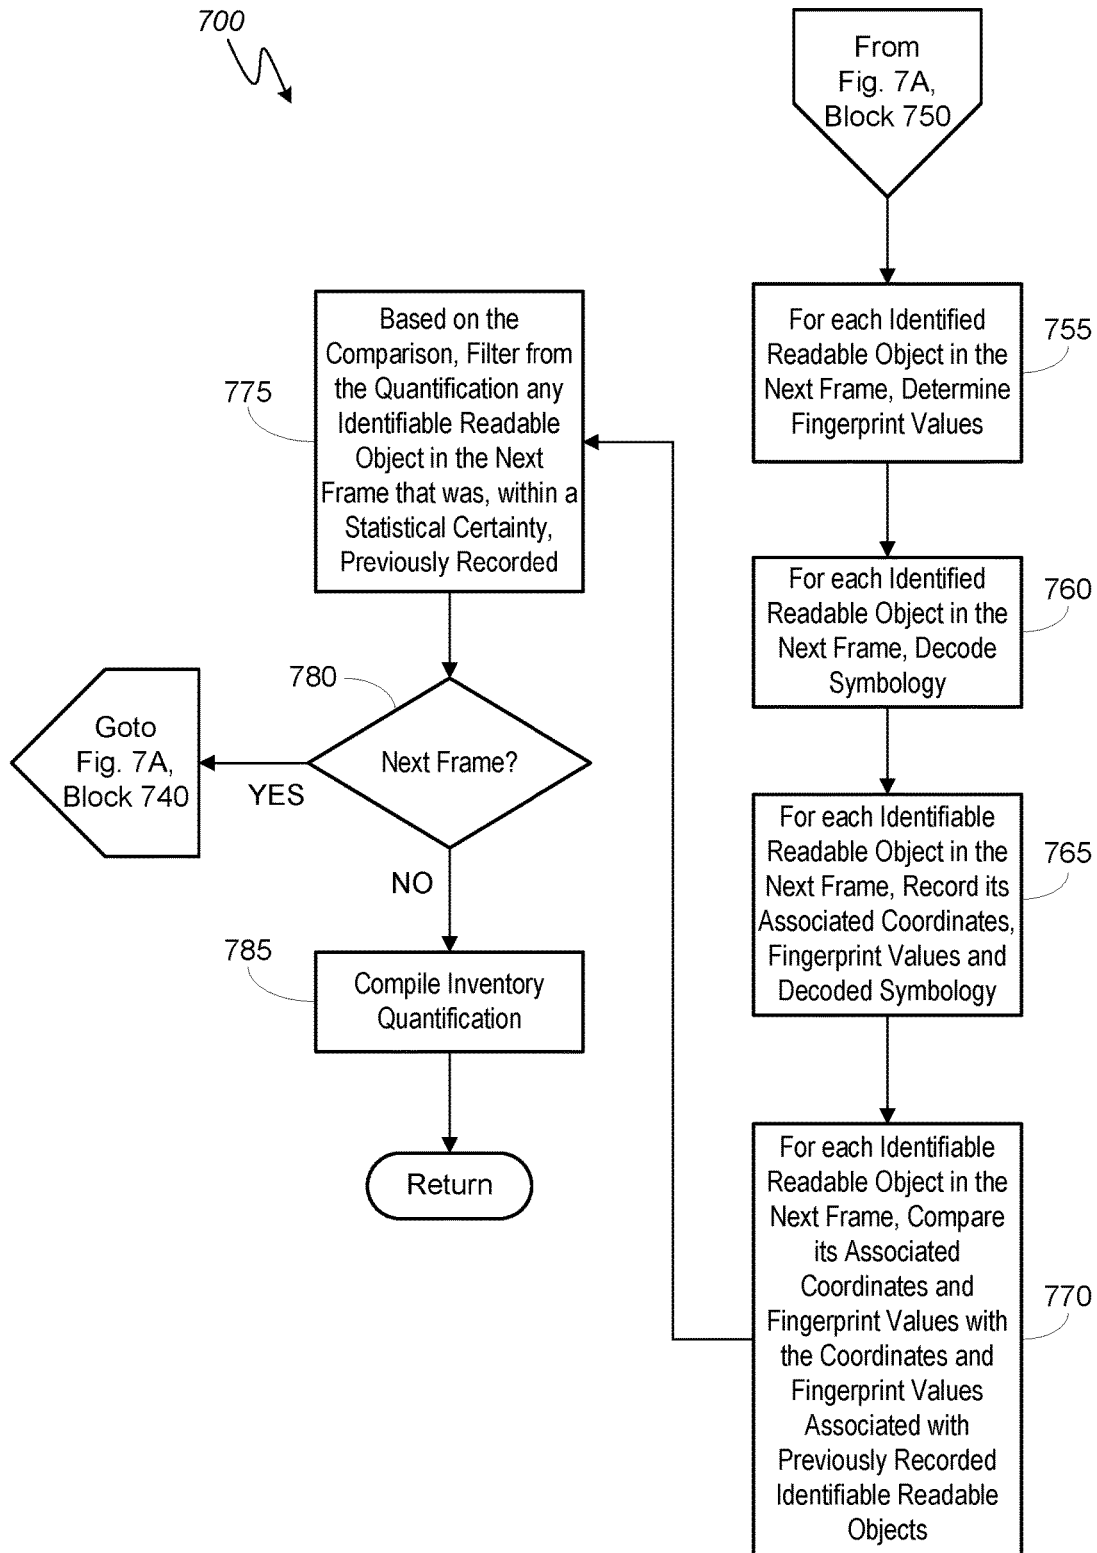 700
From
Fig. 7A,
Block 750
For each Identified
Readable Object in the
Next Frame, Determine
Fingerprint Values
755
For each Identified
Readable Object in the
Next Frame, Decode
Symbology
760
For each Identifiable
Readable Object in the
Next Frame, Record its
Associated Coordinates,
Fingerprint Values and
Decoded Symbology
765
For each Identifiable
Readable Object in the
Next Frame, Compare
its Associated
Coordinates and
Fingerprint Values with
the Coordinates and
Fingerprint Values
Associated with
Previously Recorded
Identifiable Readable
Objects
770
Based on the
Comparison, Filter from
the Quantification any
Identifiable Readable
Object in the Next
Frame that was, within a
Statistical Certainty,
Previously Recorded
775
780
Next Frame?
YES
Goto
Fig. 7A,
Block 740
NO
785
Compile Inventory
Quantification
Return